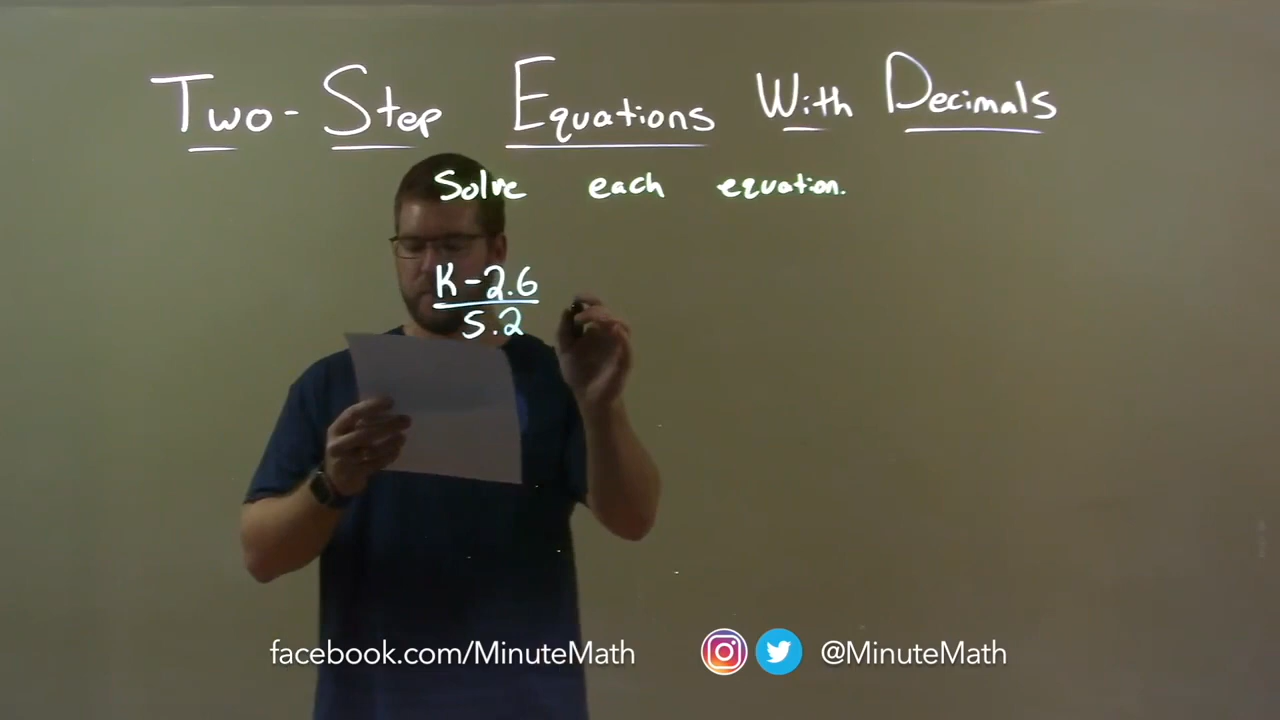 Two-Step Equations With Decimals
Solve each equation.
K-2.6
5.2
facebook.com/MinuteMath @MinuteMath